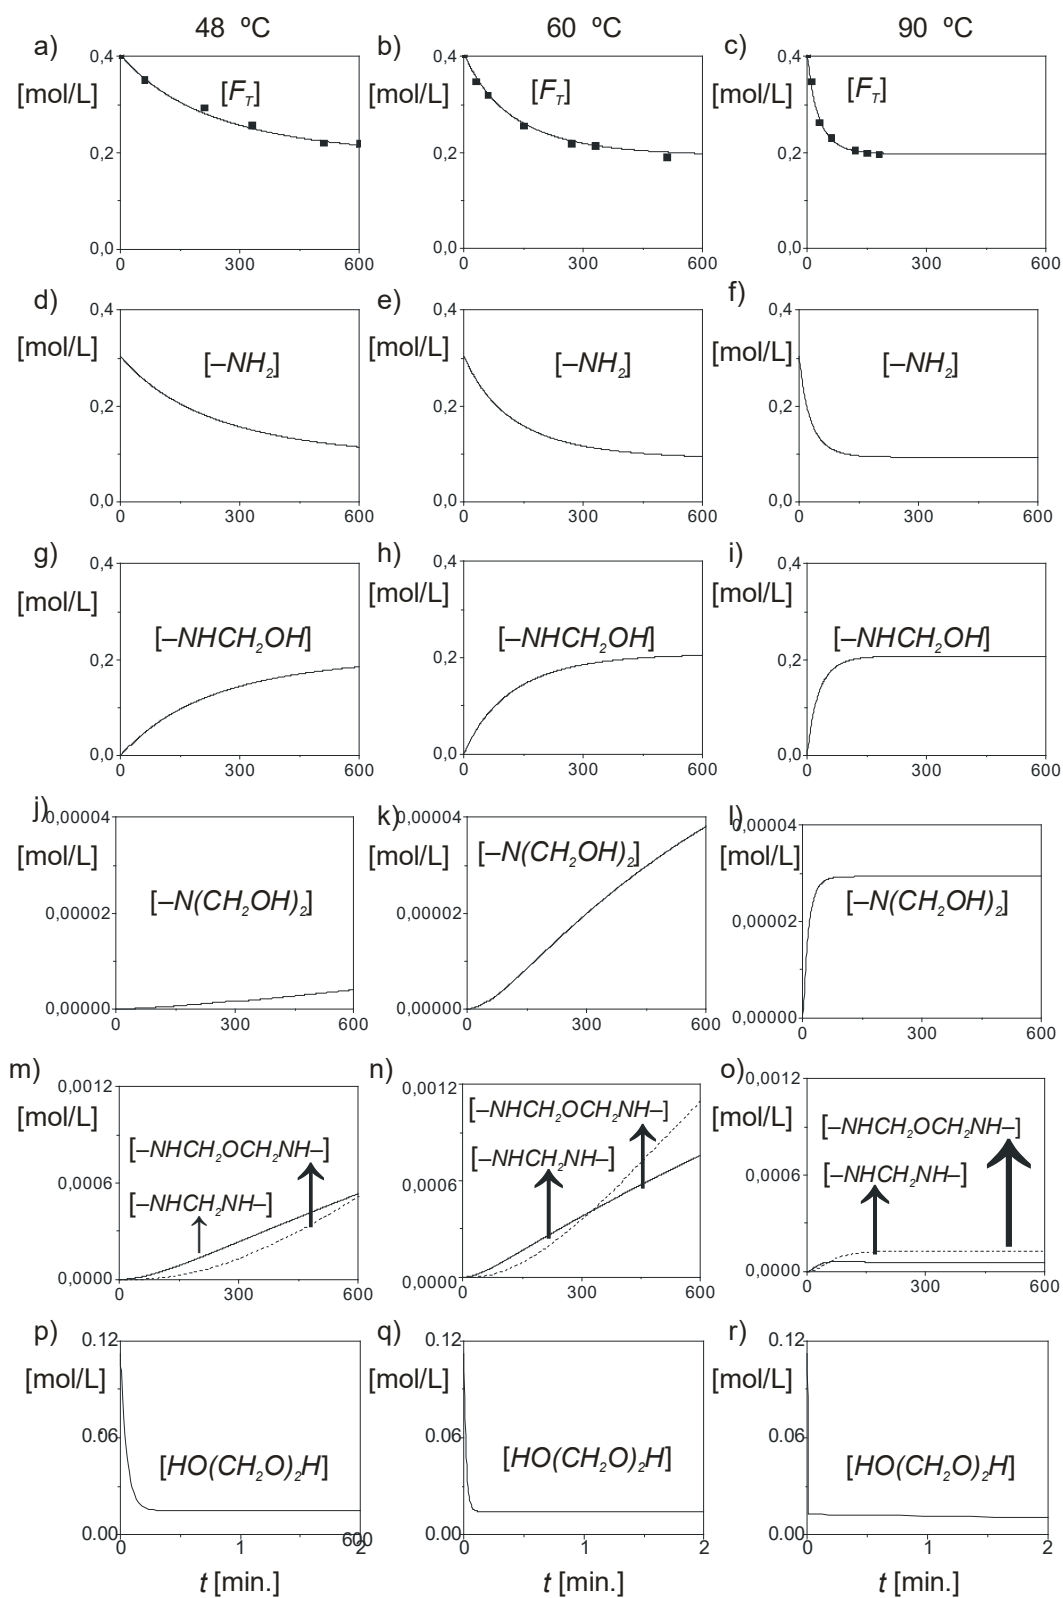 48 ºC
60 ºC
90 ºC
a)
b)
c)
0,4
0,4
0,4
[mol/L]
[mol/L]
[mol/L]
[F_T]
[F_T]
[F_T]
0,2
0,2
0,2
0,0
0,0
0,0
0 300 600
0 300 600
0 300 600
d)
e)
f)
0,4
0,4
0,4
[mol/L]
[mol/L]
[mol/L]
[–NH₂]
[–NH₂]
[–NH₂]
0,2
0,2
0,2
0,0
0,0
0,0
0 300 600
0 300 600
0 300 600
g)
h)
i)
0,4
0,4
0,4
[mol/L]
[mol/L]
[mol/L]
[–NHCH₂OH]
[–NHCH₂OH]
[–NHCH₂OH]
0,2
0,2
0,2
0,0
0,0
0,0
0 300 600
0 300 600
0 300 600
j)
k)
l)
0,00004
0,00004
0,00004
[mol/L]
[mol/L]
[mol/L]
[–N(CH₂OH)₂]
[–N(CH₂OH)₂]
[–N(CH₂OH)₂]
0,00002
0,00002
0,00002
0,00000
0,00000
0,00000
0 300 600
0 300 600
0 300 600
m)
n)
o)
0,0012
0,0012
0,0012
[mol/L]
[mol/L]
[mol/L]
[–NHCH₂OCH₂NH–]
[–NHCH₂OCH₂NH–]
[–NHCH₂OCH₂NH–]
[–NHCH₂NH–]
[–NHCH₂NH–]
[–NHCH₂NH–]
0,0006
0,0006
0,0006
0,0000
0,0000
0,0000
0 300 600
0 300 600
0 300 600
p)
q)
r)
0.12
0.12
0.12
[mol/L]
[mol/L]
[mol/L]
0.06
0.06
0.06
[HO(CH₂O)₂H]
[HO(CH₂O)₂H]
[HO(CH₂O)₂H]
0.00
0.00
0.00
600
0 1 2
0 1 2
0 1 2
t [min.]
t [min.]
t [min.]